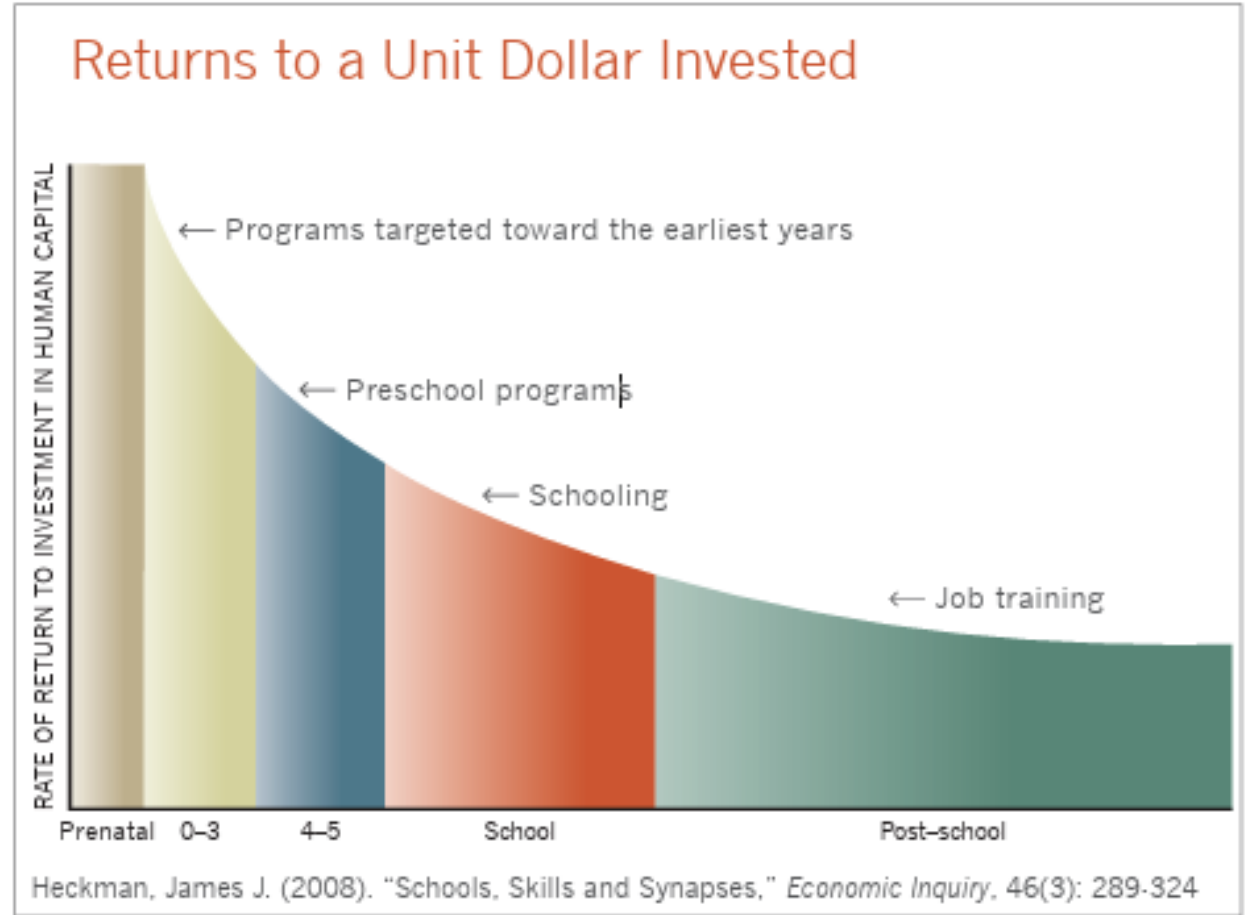 Returns to a Unit Dollar Invested
RATE OF RETURN TO INVESTMENT IN HUMAN CAPITAL
← Programs targeted toward the earliest years
← Preschool programs
← Schooling
← Job training
Prenatal 0–3 4–5 School Post–school
Heckman, James J. (2008). “Schools, Skills and Synapses,” Economic Inquiry, 46(3): 289-324